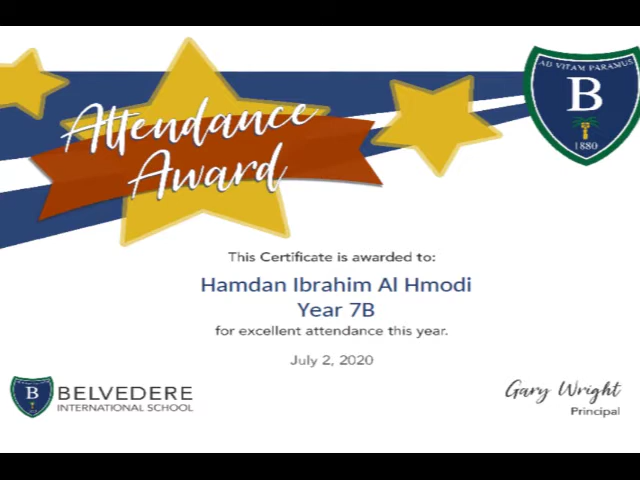 Attendance
Award
AB VITAM PARAMUS
B
1880
This Certificate is awarded to:
Hamdan Ibrahim Al Hmodi
Year 7B
for excellent attendance this year.
July 2, 2020
B
BELVEDERE
INTERNATIONAL SCHOOL
Gary Wright
Principal